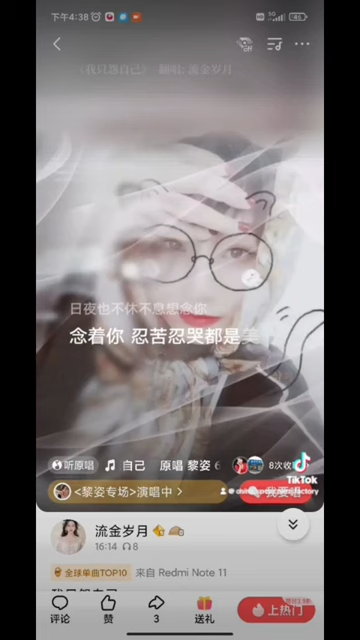 下午4:38
46
《我只想自己》 翻唱: 流金岁月
日夜也不休不息想念你
念着你 忍苦忍哭都是美
听原唱
自己 原唱 黎姿
8次收
TikTok
<黎姿专场>演唱中 >
我要唱
流金岁月
16:14 8
全球单曲TOP10 来自 Redmi Note 11
评论
赞
3
送礼
上热门